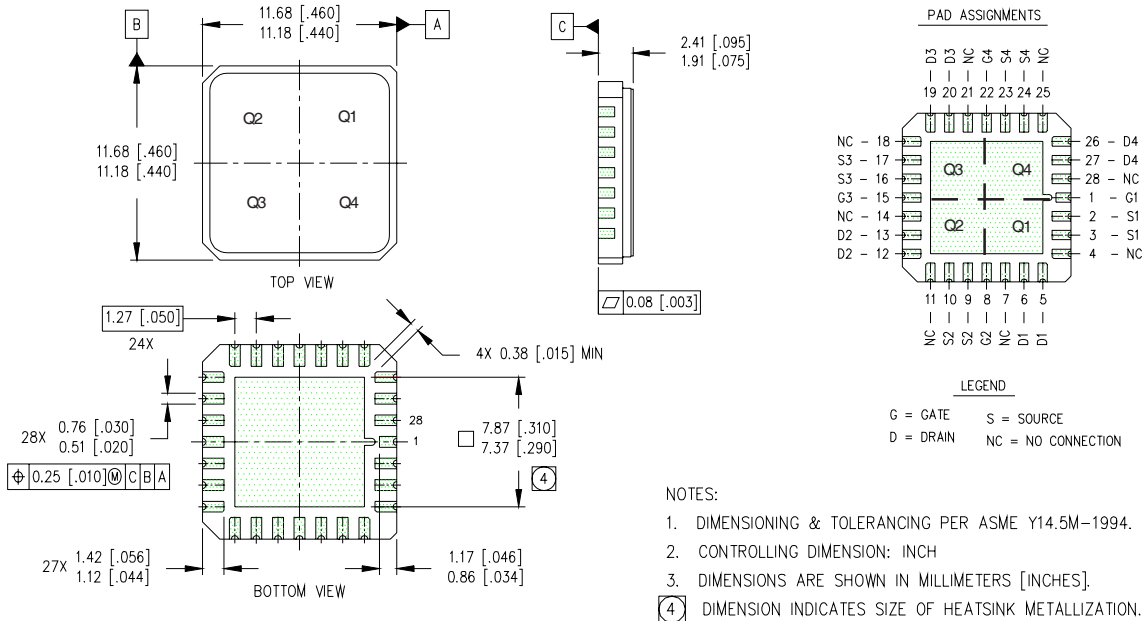 11.68 [.460]
11.18 [.440]
B
A
11.68 [.460]
11.18 [.440]
Q2
Q1
Q3
Q4
TOP VIEW
C
2.41 [.095]
1.91 [.075]
0.08 [.003]
PAD ASSIGNMENTS
D3
D3
NC
G4
S4
S4
NC
19 20 21 22 23 24 25
NC - 18
S3 - 17
S3 - 16
G3 - 15
NC - 14
D2 - 13
D2 - 12
Q3
Q4
Q2
Q1
26 - D4
27 - D4
28 - NC
1 - G1
2 - S1
3 - S1
4 - NC
11 10 9 8 7 6 5
NC
S2
S2
G2
NC
D1
D1
1.27 [.050]
24X
4X 0.38 [.015] MIN
28X 0.76 [.030]
0.51 [.020]
⌖ 0.25 [.010] Ⓜ C B A
28
1
7.87 [.310]
7.37 [.290]
4
27X 1.42 [.056]
1.12 [.044]
1.17 [.046]
0.86 [.034]
BOTTOM VIEW
LEGEND
G = GATE S = SOURCE
D = DRAIN NC = NO CONNECTION
NOTES:
1. DIMENSIONING & TOLERANCING PER ASME Y14.5M-1994.
2. CONTROLLING DIMENSION: INCH
3. DIMENSIONS ARE SHOWN IN MILLIMETERS [INCHES].
4 DIMENSION INDICATES SIZE OF HEATSINK METALLIZATION.